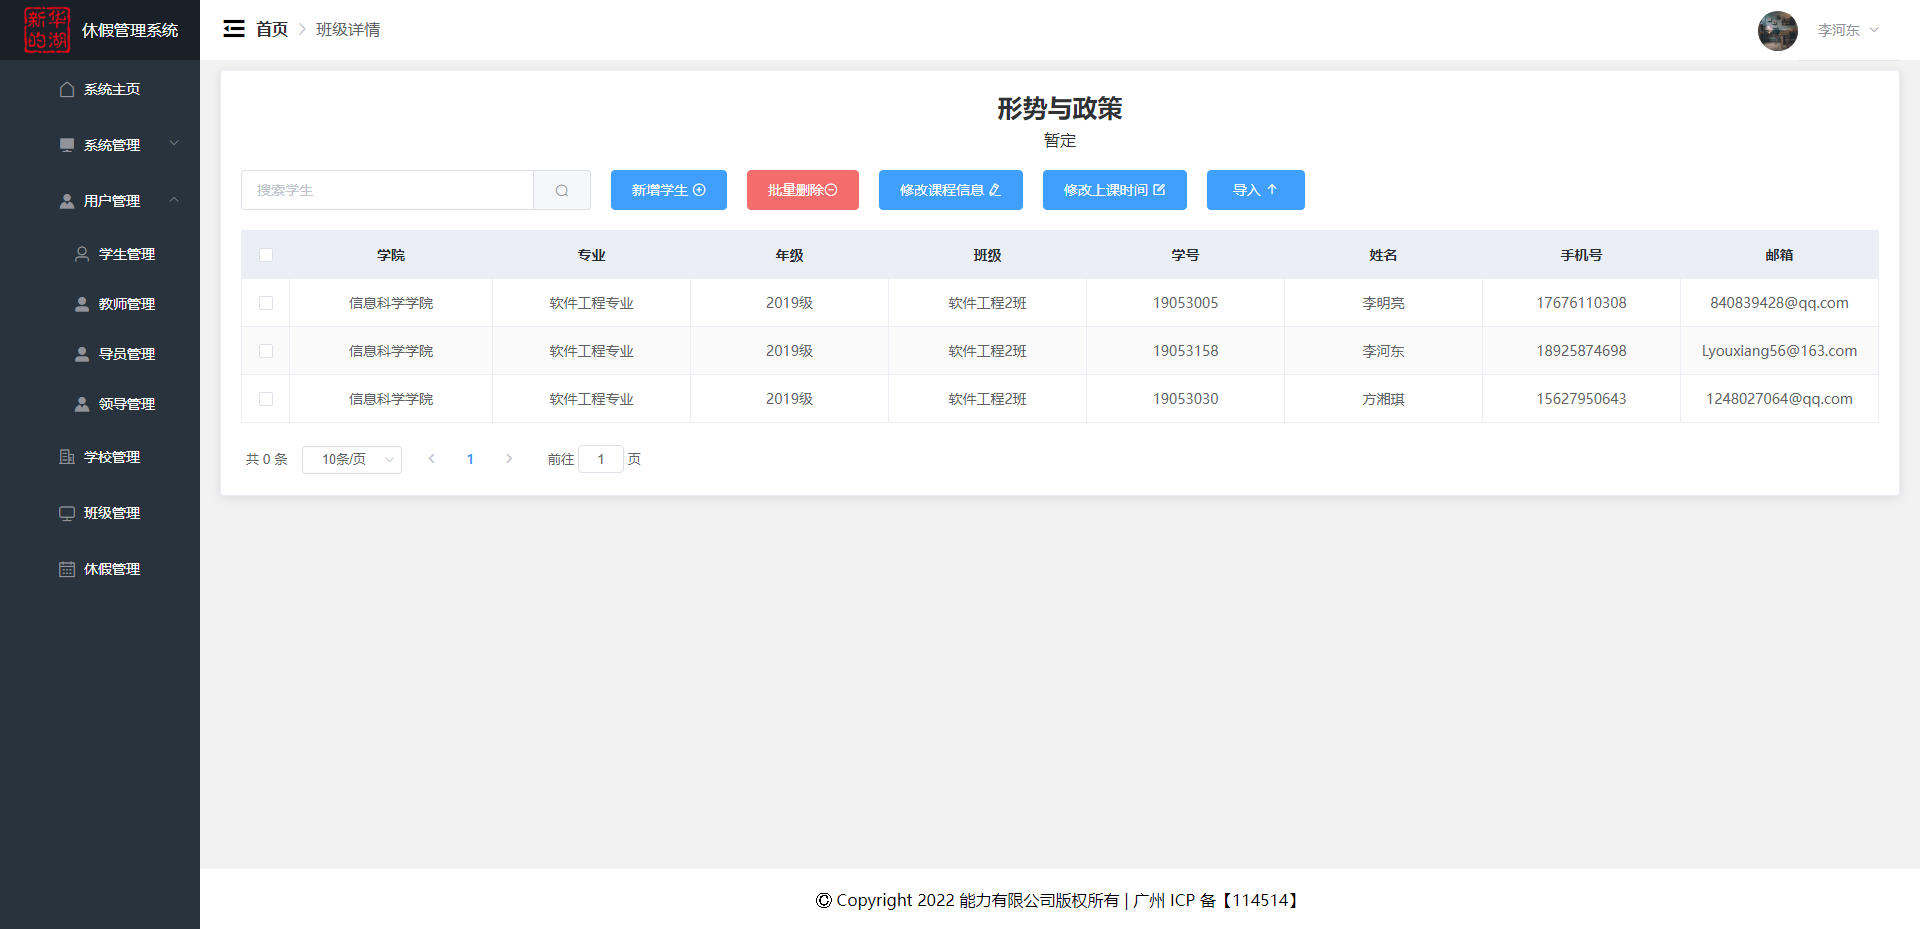 新华
的湖
休假管理系统
首页
班级详情
李河东
系统主页
系统管理
用户管理
学生管理
教师管理
导员管理
领导管理
学校管理
班级管理
休假管理
形势与政策
暂定
搜索学生
新增学生
批量删除
修改课程信息
修改上课时间
导入
学院 专业 年级 班级 学号 姓名 手机号 邮箱
信息科学学院 软件工程专业 2019级 软件工程2班 19053005 李明亮 17676110308 840839428@qq.com
信息科学学院 软件工程专业 2019级 软件工程2班 19053158 李河东 18925874698 Lyouxiang56@163.com
信息科学学院 软件工程专业 2019级 软件工程2班 19053030 方湘琪 15627950643 1248027064@qq.com
共 0 条 10条/页 1 前往 1 页
© Copyright 2022 能力有限公司版权所有 | 广州 ICP 备【114514】